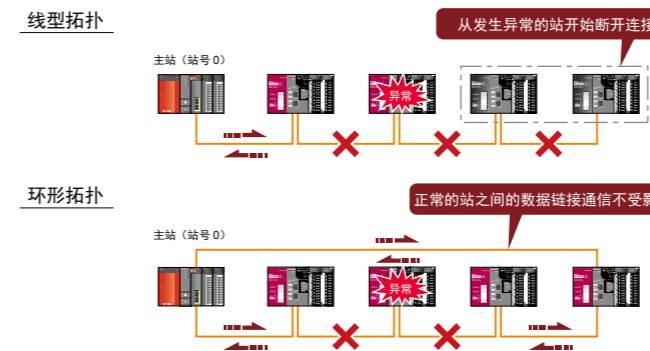 线型拓扑
从发生异常的站开始断开连接
主站（站号 0）
异常
环形拓扑
正常的站之间的数据链接通信不受影
主站（站号 0）
异常